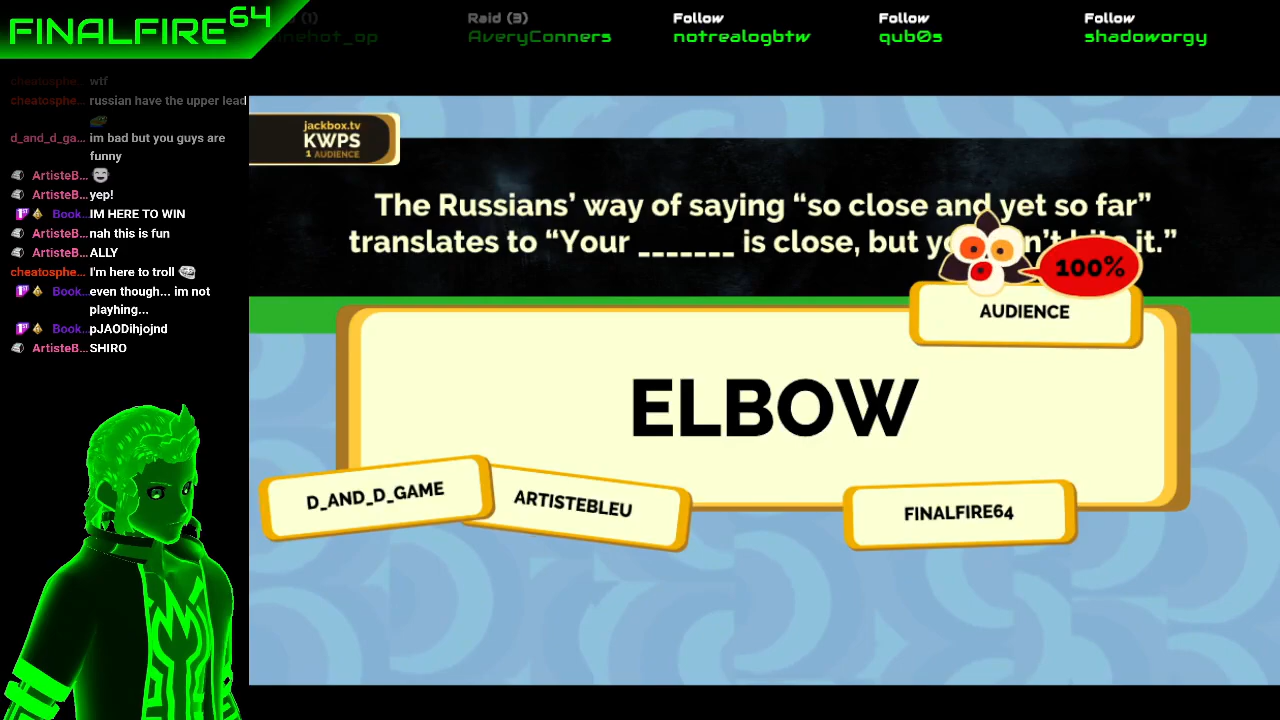 FINALFIRE64
Raid (3)
AveryConners
Follow
notrealogbtw
Follow
qub0s
Follow
shadoworgy
cheatosphe... wtf
cheatosphe... russian have the upper lead
d_and_d_ga... im bad but you guys are
funny
ArtisteB...
ArtisteB... yep!
Book... IM HERE TO WIN
ArtisteB... nah this is fun
ArtisteB... ALLY
cheatosphe... I'm here to troll
Book... even though... im not
playhing...
Book... pJAODihjojnd
ArtisteB... SHIRO
jackbox.tv
KWPS
1 AUDIENCE
The Russians' way of saying “so close and yet so far”
translates to “Your _______ is close, but it.”
100%
AUDIENCE
ELBOW
D_AND_D_GAME
ARTISTEBLEU
FINALFIRE64